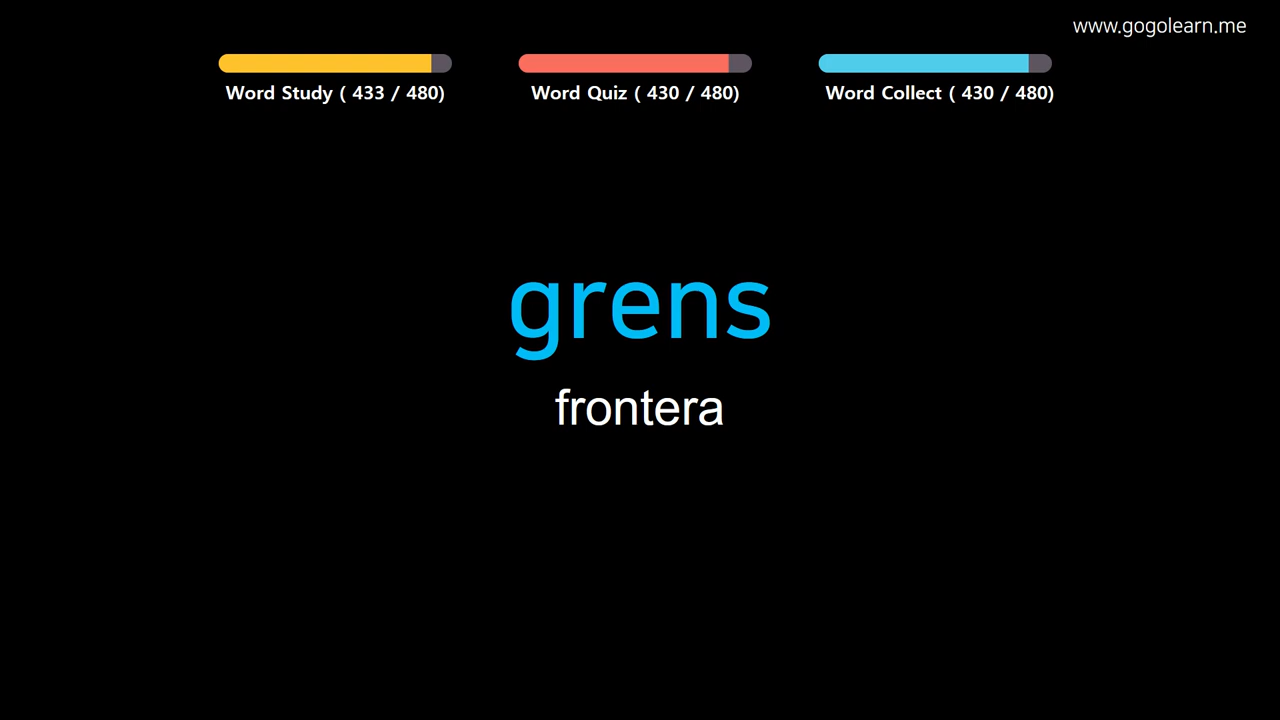 www.gogolearn.me
Word Study ( 433 / 480)
Word Quiz ( 430 / 480)
Word Collect ( 430 / 480)
grens
frontera